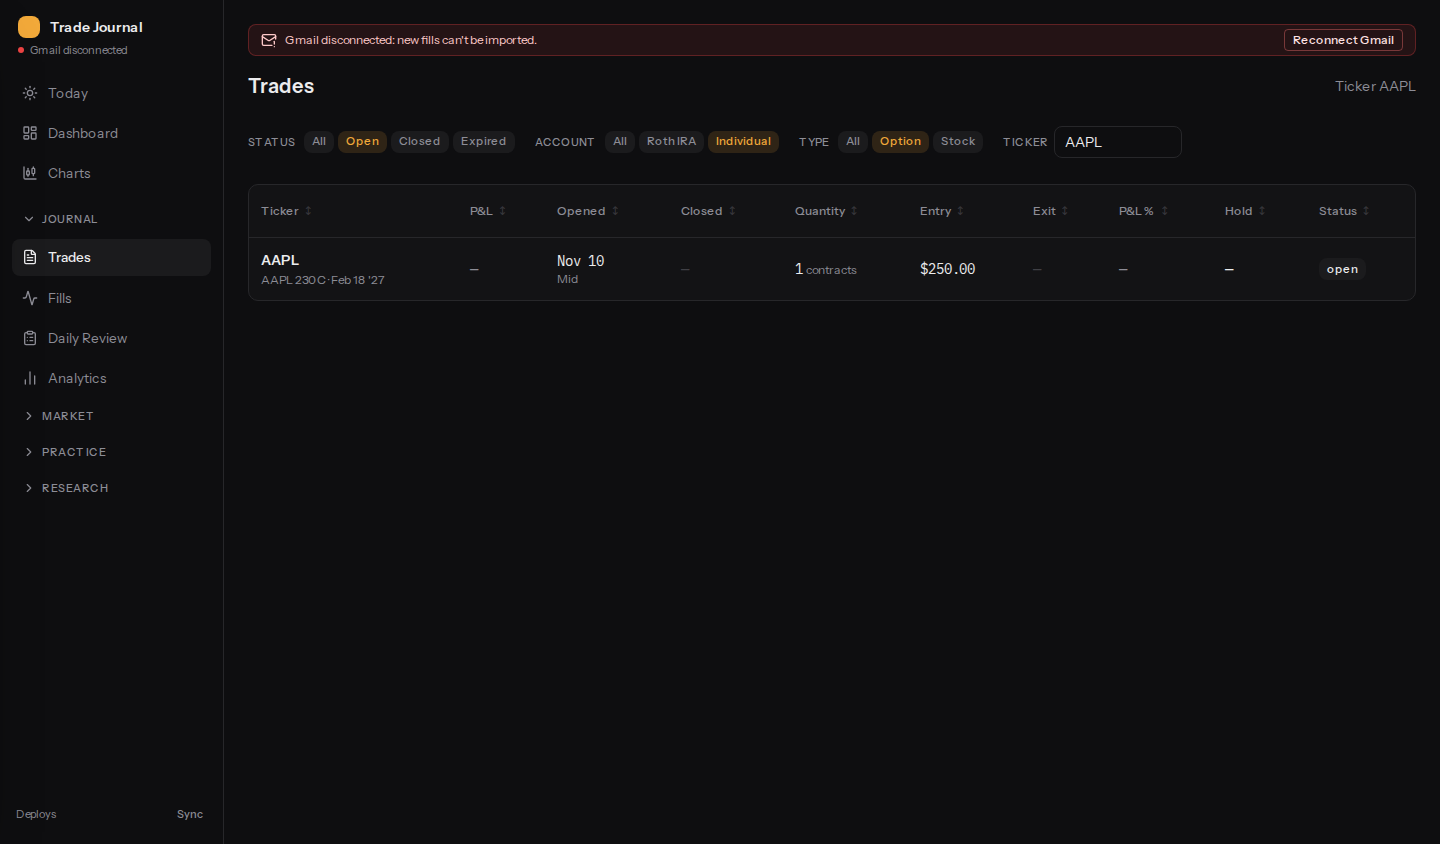 Trade Journal
Gmail disconnected
Today
Dashboard
Charts
JOURNAL
Trades
Fills
Daily Review
Analytics
MARKET
PRACTICE
RESEARCH
Deploys
Sync
Gmail disconnected: new fills can't be imported.
Reconnect Gmail
Trades
Ticker AAPL
STATUS All Open Closed Expired ACCOUNT All Roth IRA Individual TYPE All Option Stock TICKER AAPL
Ticker ↕ P&L ↕ Opened ↕ Closed ↕ Quantity ↕ Entry ↕ Exit ↕ P&L % ↕ Hold ↕ Status ↕
AAPL – Nov 10 – 1 contracts $250.00 – – – open
AAPL 230C · Feb 18 '27 Mid